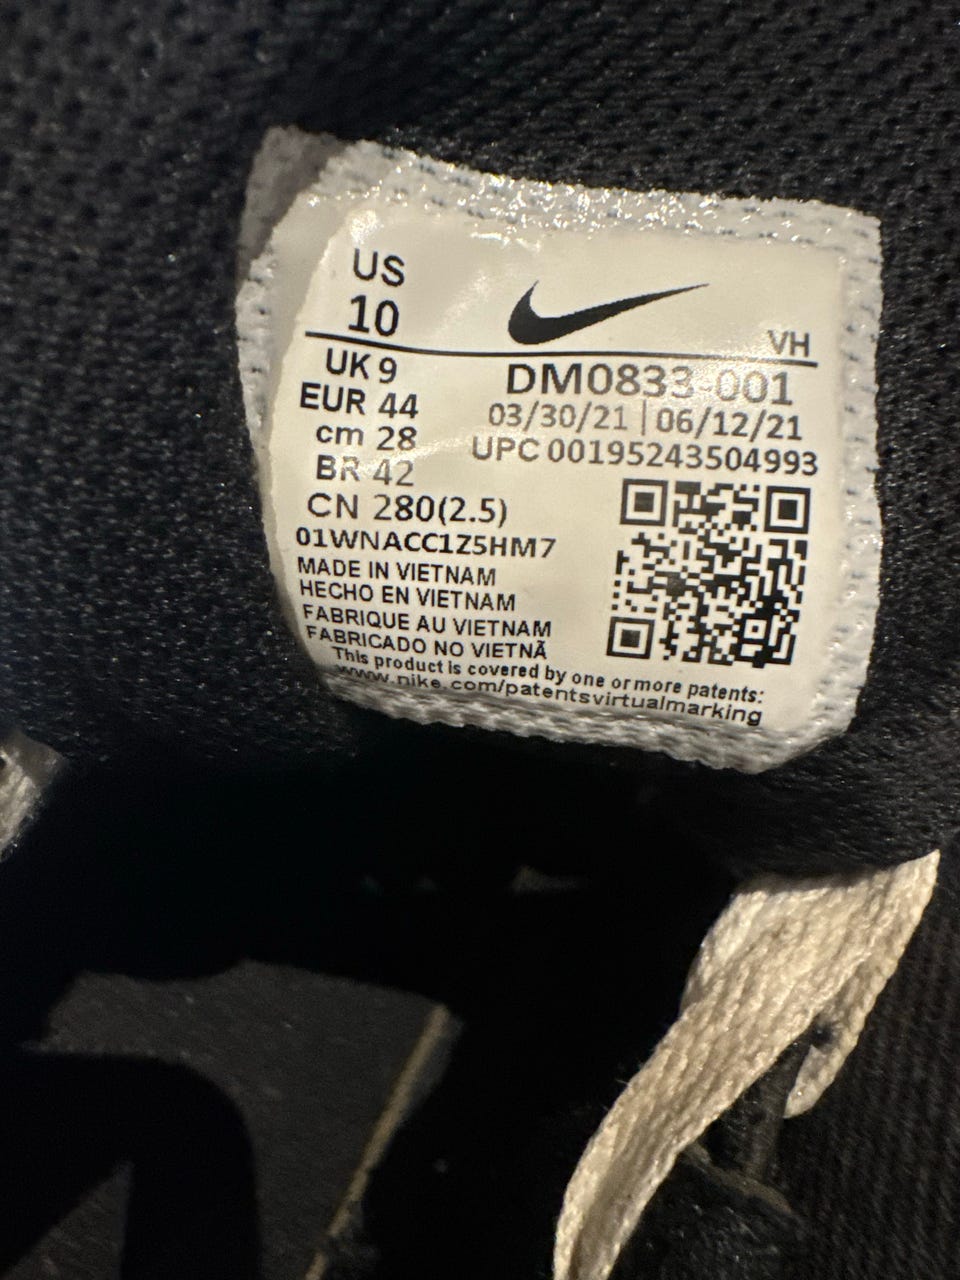 US
10
VH
UK 9
EUR 44
cm 28
BR 42
CN 280(2.5)
DM0833-001
03/30/21 | 06/12/21
UPC 00195243504993
01WNACC1Z5HM7
MADE IN VIETNAM
HECHO EN VIETNAM
FABRIQUE AU VIETNAM
FABRICADO NO VIETNÃ
This product is covered by one or more patents:
www.nike.com/patentsvirtualmarking